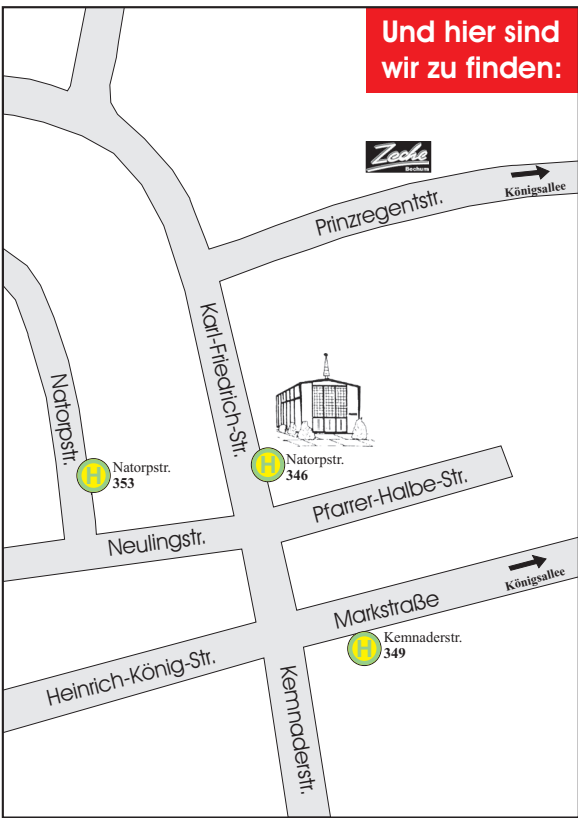 Und hier sind
wir zu finden:
Zeche
Bochum
Königsallee
Prinzregentstr.
Karl-Friedrich-Str.
Natorpstr.
H
Natorpstr.
353
H
Natorpstr.
346
Pfarrer-Halbe-Str.
Neulingstr.
Königsallee
Markstraße
H
Kemnaderstr.
349
Heinrich-König-Str.
Kemnaderstr.